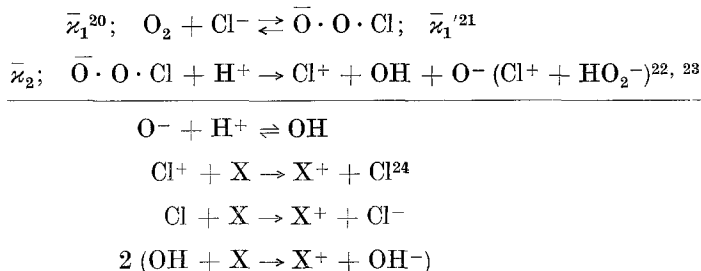 ϰ̅₁²⁰; O₂ + Cl⁻ ⇄ O̅ · O · Cl; ϰ̅₁′²¹
ϰ̅₂; O̅ · O · Cl + H⁺ → Cl⁺ + OH + O⁻ (Cl⁺ + HO₂⁻)²², ²³
O⁻ + H⁺ ⇌ OH
Cl⁺ + X → X⁺ + Cl²⁴
Cl + X → X⁺ + Cl⁻
2 (OH + X → X⁺ + OH⁻)